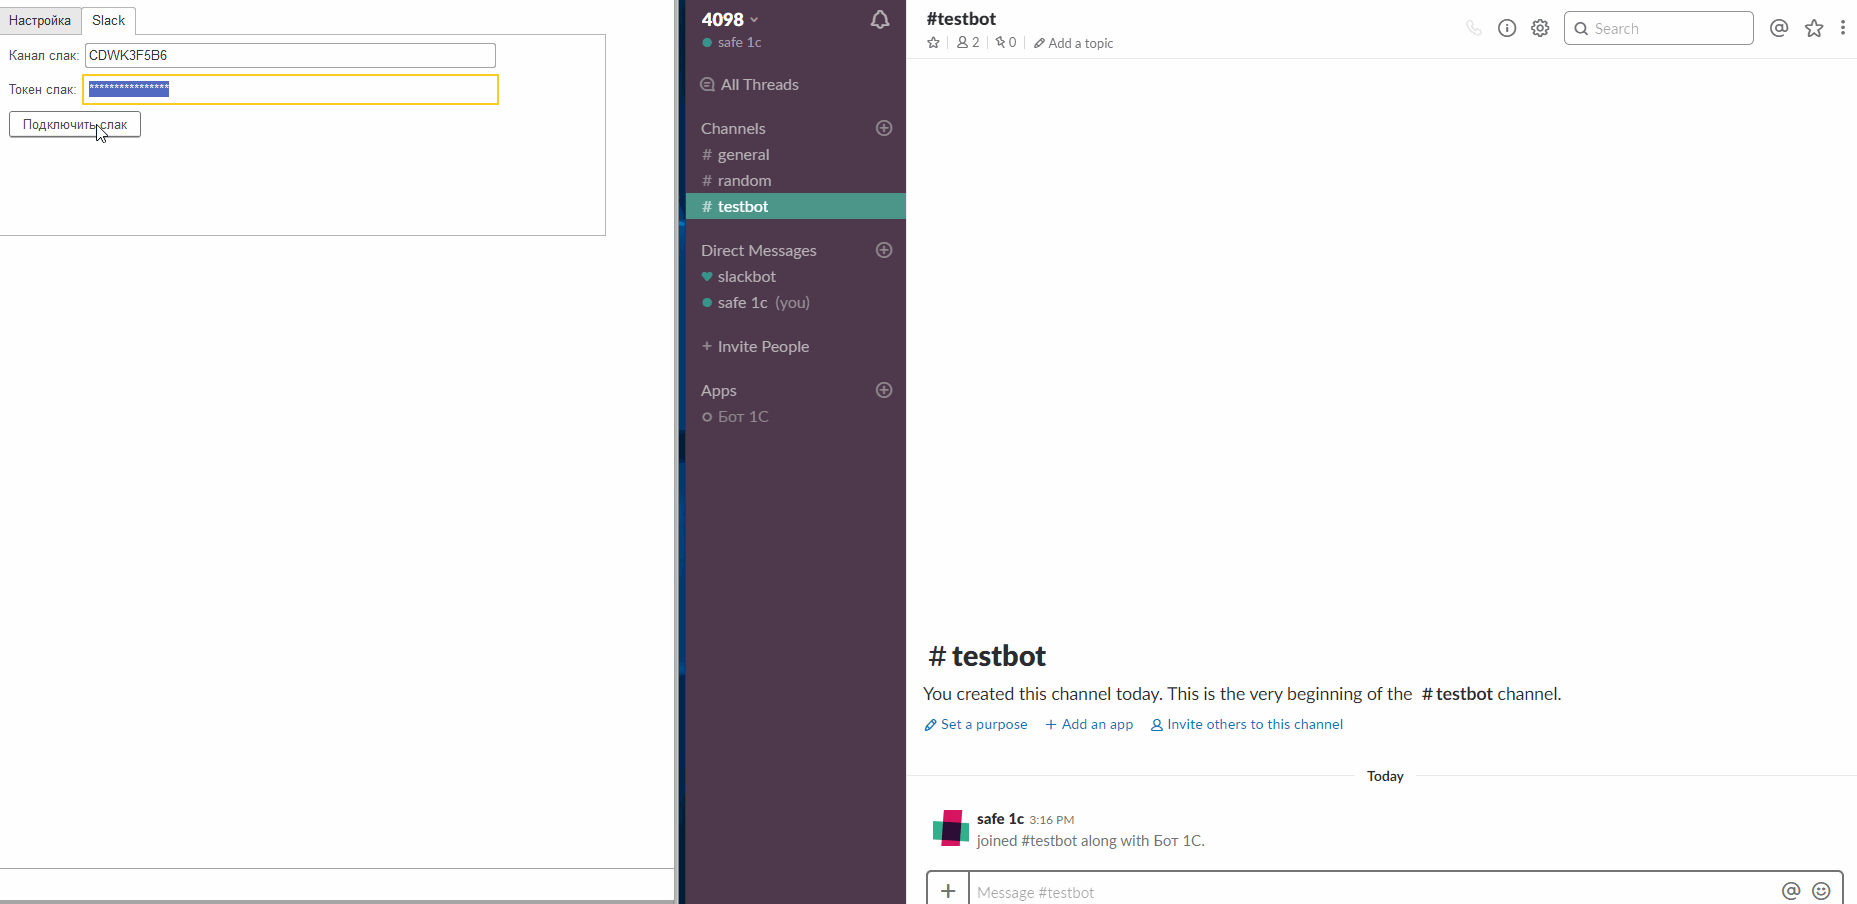 Настройка
Slack
Канал слак: CDWK3F5B6
Токен слак: ****************
Подключить слак
4098
safe 1c
All Threads
Channels
# general
# random
# testbot
Direct Messages
slackbot
safe 1c (you)
+ Invite People
Apps
Бот 1С
#testbot
2
0
Add a topic
Search
# testbot
You created this channel today. This is the very beginning of the # testbot channel.
Set a purpose
+ Add an app
Invite others to this channel
Today
safe 1c 3:16 PM
joined #testbot along with Бот 1С.
+ Message #testbot